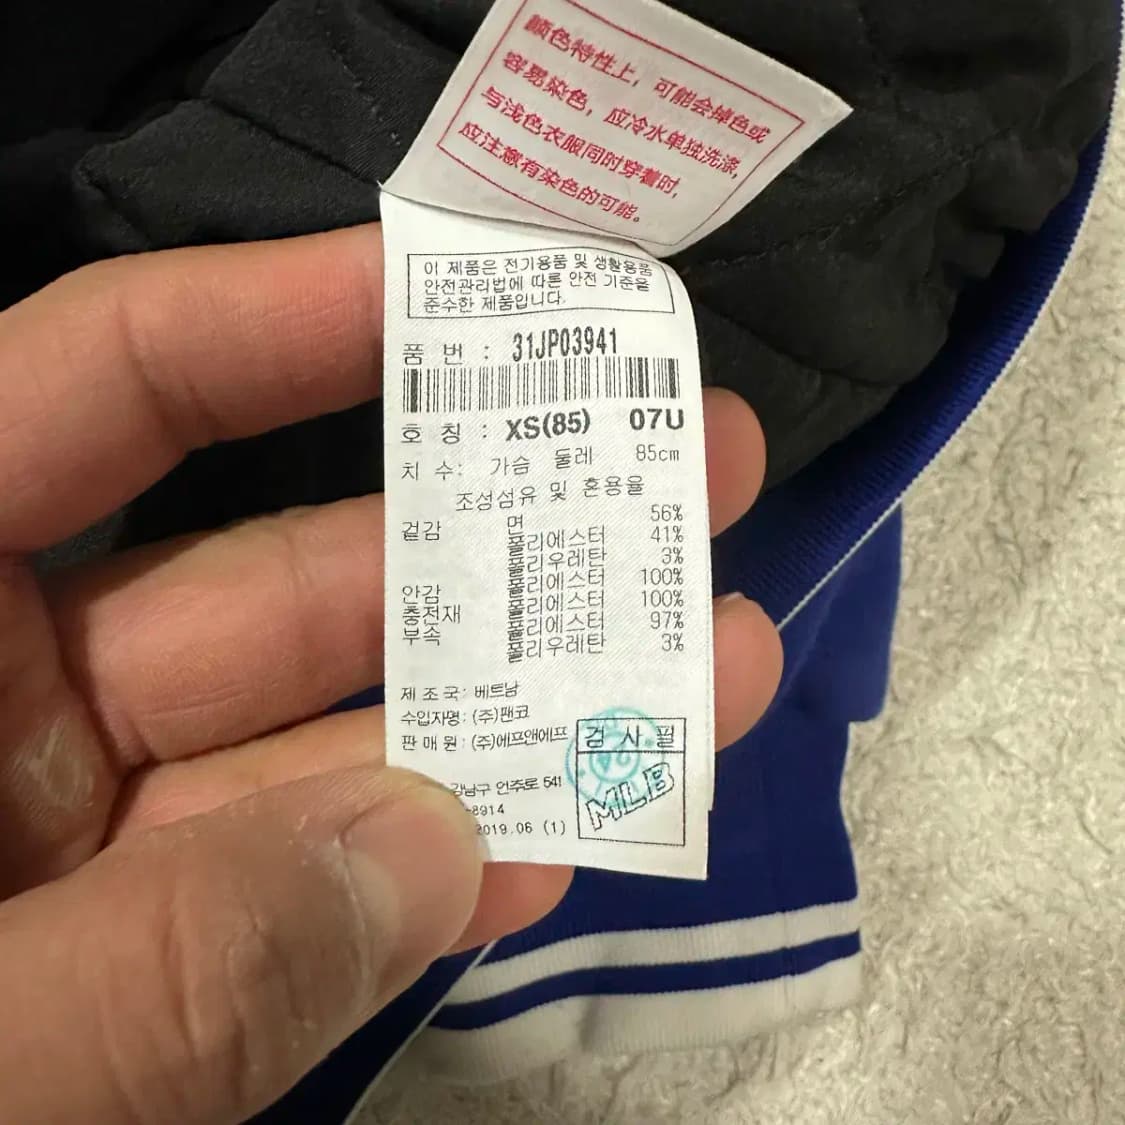 颜色特性上，可能会掉色或
容易染色，应冷水单独洗涤，
与浅色衣服同时穿着时，
应注意有染色的可能。
이 제품은 전기용품 및 생활용품
안전관리법에 따른 안전 기준을
준수한 제품입니다.
품 번 : 31JP03941
호 칭 : XS(85) 07U
치 수: 가슴 둘레 85cm
조성섬유 및 혼용율
겉감 면 56%
폴리에스터 41%
폴리우레탄 3%
안감 폴리에스터 100%
충전재 폴리에스터 100%
부속 폴리에스터 97%
폴리우레탄 3%
제 조 국: 베트남
수입자명: (주)팬코
판 매 원: (주)에프앤에프
강남구 언주로 541
-8914
2019.06 (1)
검 사 필
24
MLB